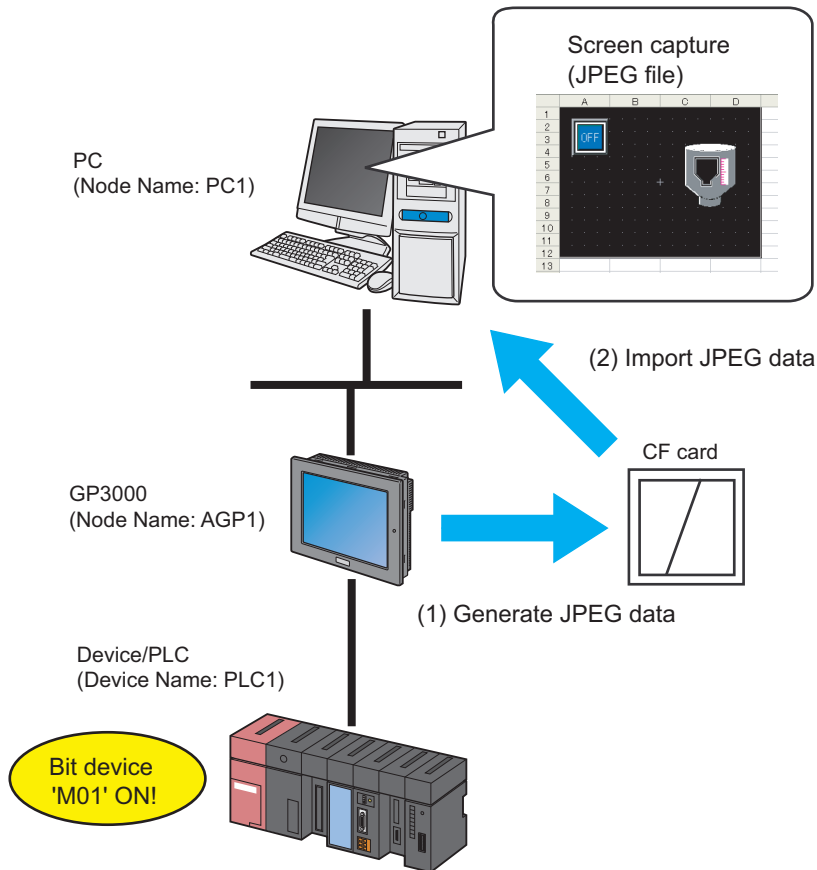 Screen capture
(JPEG file)
A B C D
1
2
3
4
5
6
7
8
9
10
11
12
13
OFF
PC
(Node Name: PC1)
(2) Import JPEG data
CF card
GP3000
(Node Name: AGP1)
(1) Generate JPEG data
Device/PLC
(Device Name: PLC1)
Bit device
'M01' ON!